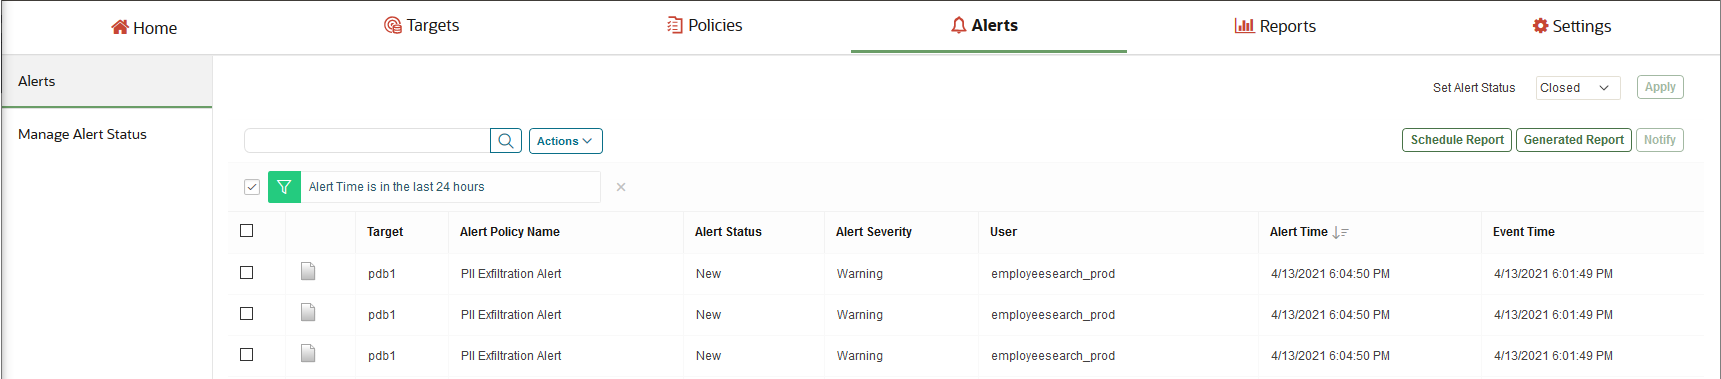 Home Targets Policies Alerts Reports Settings
Alerts
Manage Alert Status
Set Alert Status Closed Apply
Actions Schedule Report Generated Report Notify
Alert Time is in the last 24 hours
Target Alert Policy Name Alert Status Alert Severity User Alert Time Event Time
pdb1 PII Exfiltration Alert New Warning employeesearch_prod 4/13/2021 6:04:50 PM 4/13/2021 6:01:49 PM
pdb1 PII Exfiltration Alert New Warning employeesearch_prod 4/13/2021 6:04:50 PM 4/13/2021 6:01:49 PM
pdb1 PII Exfiltration Alert New Warning employeesearch_prod 4/13/2021 6:04:50 PM 4/13/2021 6:01:49 PM